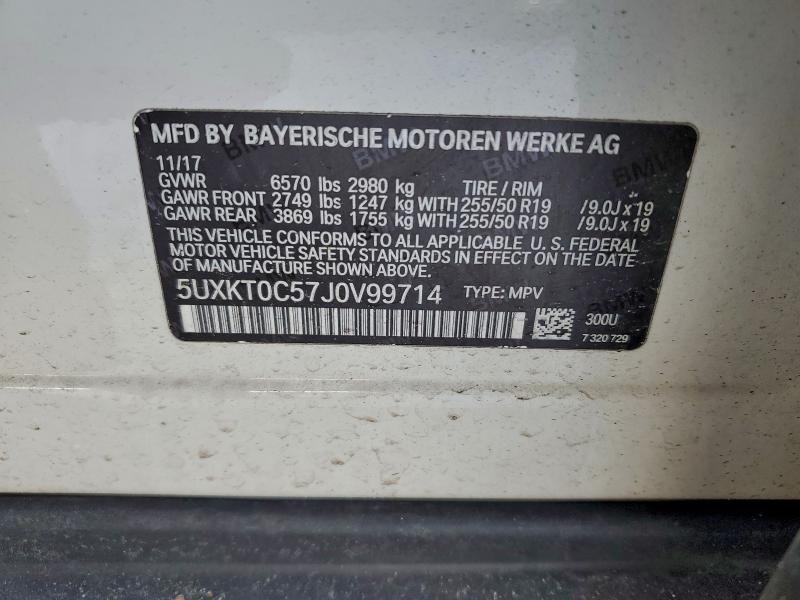 MFD BY BAYERISCHE MOTOREN WERKE AG
11/17
GVWR 6570 lbs 2980 kg TIRE / RIM
GAWR FRONT 2749 lbs 1247 kg WITH 255/50 R19 /9.0J x 19
GAWR REAR 3869 lbs 1755 kg WITH 255/50 R19 /9.0J x 19
THIS VEHICLE CONFORMS TO ALL APPLICABLE U. S. FEDERAL
MOTOR VEHICLE SAFETY STANDARDS IN EFFECT ON THE DATE
OF MANUFACTURE SHOWN ABOVE.
5UXKT0C57J0V99714 TYPE: MPV
300U
7 320 729